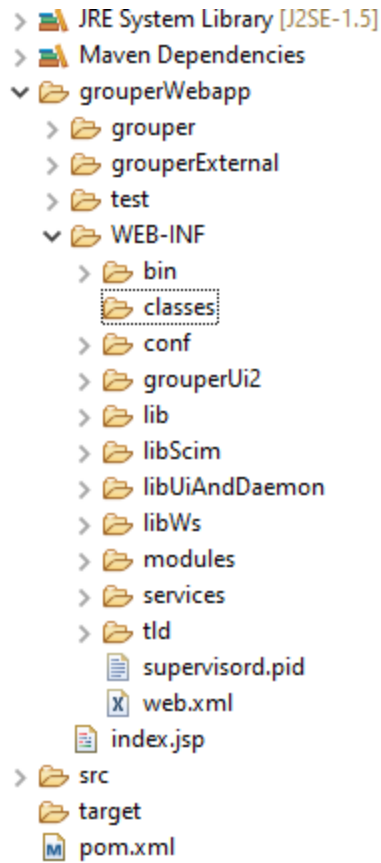 JRE System Library [J2SE-1.5]
Maven Dependencies
grouperWebapp
grouper
grouperExternal
test
WEB-INF
bin
classes
conf
grouperUi2
lib
libScim
libUiAndDaemon
libWs
modules
services
tld
supervisord.pid
web.xml
index.jsp
src
target
pom.xml